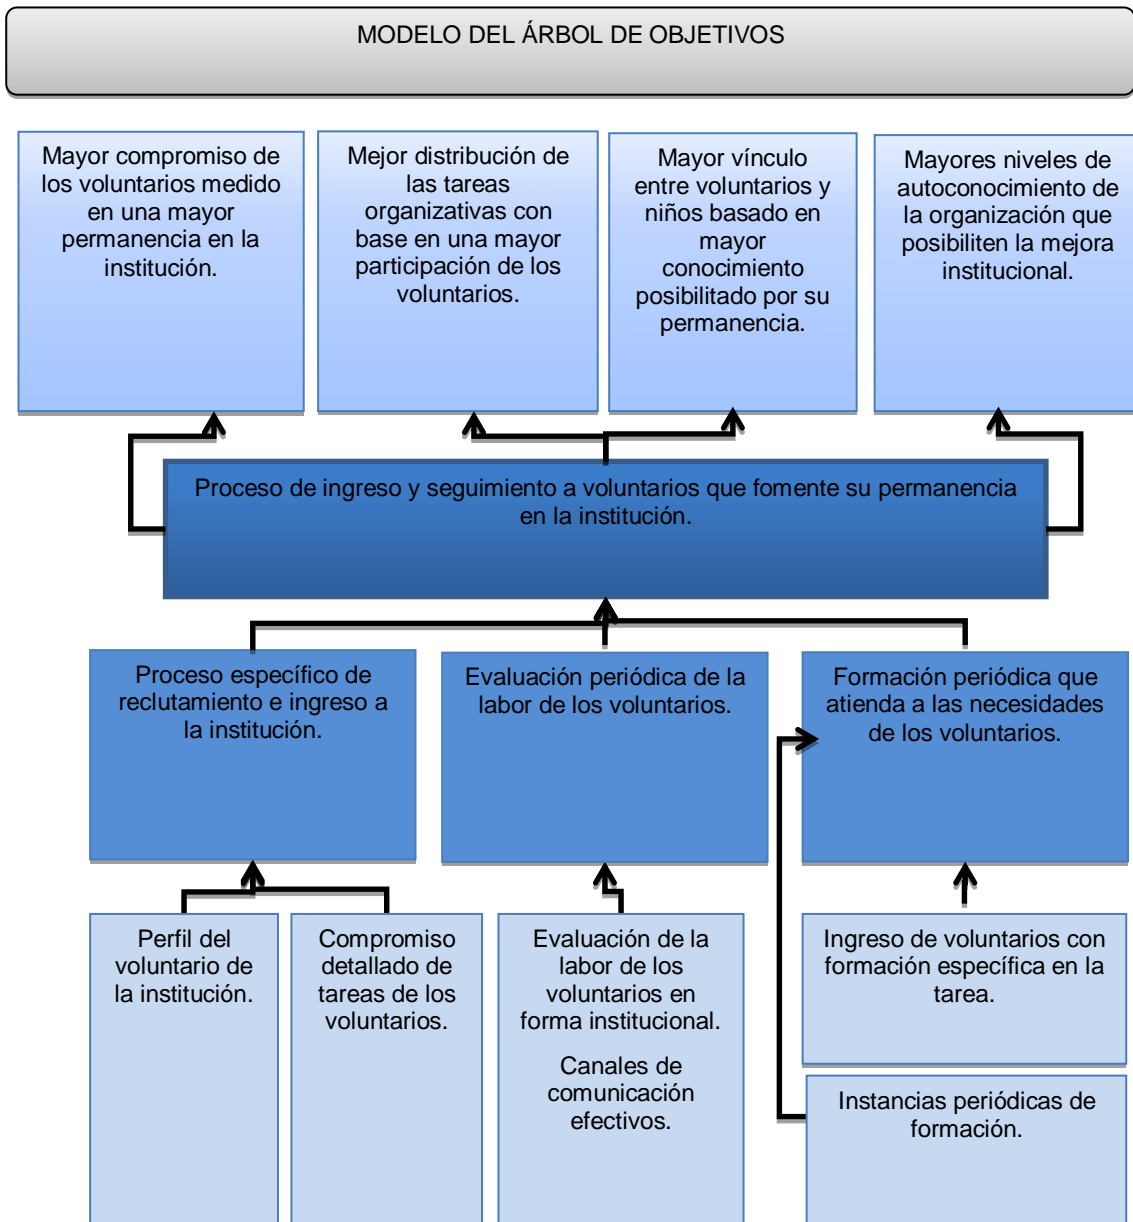 MODELO DEL ÁRBOL DE OBJETIVOS
Mayor compromiso de
los voluntarios medido
en una mayor
permanencia en la
institución.
Mejor distribución de
las tareas
organizativas con
base en una mayor
participación de los
voluntarios.
Mayor vínculo
entre voluntarios y
niños basado en
mayor
conocimiento
posibilitado por su
permanencia.
Mayores niveles de
autoconocimiento de
la organización que
posibiliten la mejora
institucional.
Proceso de ingreso y seguimiento a voluntarios que fomente su permanencia
en la institución.
Proceso específico de
reclutamiento e ingreso a
la institución.
Evaluación periódica de la
labor de los voluntarios.
Formación periódica que
atienda a las necesidades
de los voluntarios.
Perfil del
voluntario de
la institución.
Compromiso
detallado de
tareas de los
voluntarios.
Evaluación de la
labor de los
voluntarios en
forma institucional.
Canales de
comunicación
efectivos.
Ingreso de voluntarios con
formación específica en la
tarea.
Instancias periódicas de
formación.